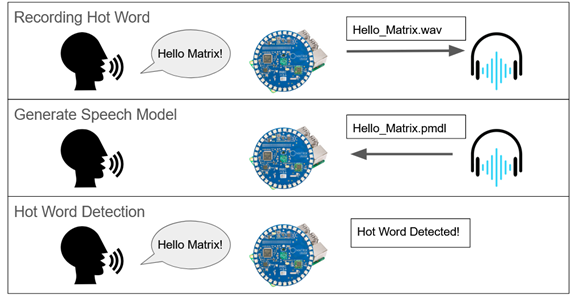 Recording Hot Word
Hello Matrix!
Hello_Matrix.wav
Generate Speech Model
Hello_Matrix.pmdl
Hot Word Detection
Hello Matrix!
Hot Word Detected!